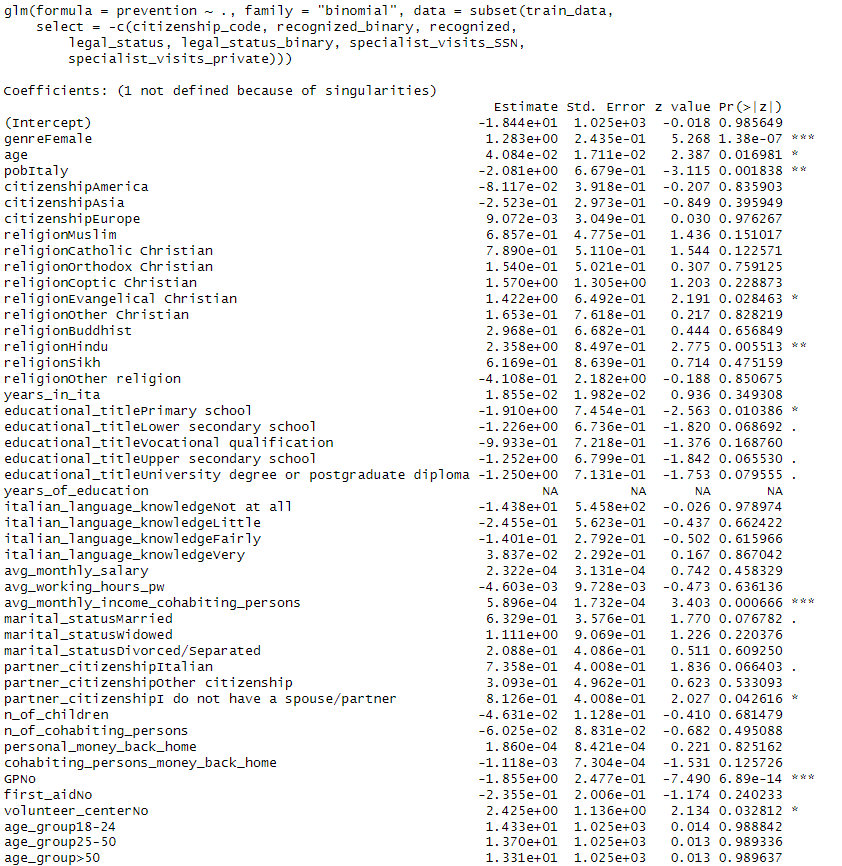 glm(formula = prevention ~ ., family = "binomial", data = subset(train_data,
    select = -c(citizenship_code, recognized_binary, recognized,
        legal_status, legal_status_binary, specialist_visits_SSN,
        specialist_visits_private)))

Coefficients: (1 not defined because of singularities)
Estimate Std. Error z value Pr(>|z|)
(Intercept) -1.844e+01 1.025e+03 -0.018 0.985649
genreFemale 1.283e+00 2.435e-01 5.268 1.38e-07 ***
age 4.084e-02 1.711e-02 2.387 0.016981 *
pobItaly -2.081e+00 6.679e-01 -3.115 0.001838 **
citizenshipAmerica -8.117e-02 3.918e-01 -0.207 0.835903
citizenshipAsia -2.523e-01 2.973e-01 -0.849 0.395949
citizenshipEurope 9.072e-03 3.049e-01 0.030 0.976267
religionMuslim 6.857e-01 4.775e-01 1.436 0.151017
religionCatholic Christian 7.890e-01 5.110e-01 1.544 0.122571
religionOrthodox Christian 1.540e-01 5.021e-01 0.307 0.759125
religionCoptic Christian 1.570e+00 1.305e+00 1.203 0.228873
religionEvangelical Christian 1.422e+00 6.492e-01 2.191 0.028463 *
religionOther Christian 1.653e-01 7.618e-01 0.217 0.828219
religionBuddhist 2.968e-01 6.682e-01 0.444 0.656849
religionHindu 2.358e+00 8.497e-01 2.775 0.005513 **
religionSikh 6.169e-01 8.639e-01 0.714 0.475159
religionOther religion -4.108e-01 2.182e+00 -0.188 0.850675
years_in_ita 1.855e-02 1.982e-02 0.936 0.349308
educational_titlePrimary school -1.910e+00 7.454e-01 -2.563 0.010386 *
educational_titleLower secondary school -1.226e+00 6.736e-01 -1.820 0.068692 .
educational_titleVocational qualification -9.933e-01 7.218e-01 -1.376 0.168760
educational_titleUpper secondary school -1.252e+00 6.799e-01 -1.842 0.065530 .
educational_titleUniversity degree or postgraduate diploma -1.250e+00 7.131e-01 -1.753 0.079555 .
years_of_education NA NA NA NA
italian_language_knowledgeNot at all -1.438e+01 5.458e+02 -0.026 0.978974
italian_language_knowledgeLittle -2.455e-01 5.623e-01 -0.437 0.662422
italian_language_knowledgeFairly -1.401e-01 2.792e-01 -0.502 0.615966
italian_language_knowledgeVery 3.837e-02 2.292e-01 0.167 0.867042
avg_monthly_salary 2.322e-04 3.131e-04 0.742 0.458329
avg_working_hours_pw -4.603e-03 9.728e-03 -0.473 0.636136
avg_monthly_income_cohabiting_persons 5.896e-04 1.732e-04 3.403 0.000666 ***
marital_statusMarried 6.329e-01 3.576e-01 1.770 0.076782 .
marital_statusWidowed 1.111e+00 9.069e-01 1.226 0.220376
marital_statusDivorced/Separated 2.088e-01 4.086e-01 0.511 0.609250
partner_citizenshipItalian 7.358e-01 4.008e-01 1.836 0.066403 .
partner_citizenshipOther citizenship 3.093e-01 4.962e-01 0.623 0.533093
partner_citizenshipI do not have a spouse/partner 8.126e-01 4.008e-01 2.027 0.042616 *
n_of_children -4.631e-02 1.128e-01 -0.410 0.681479
n_of_cohabiting_persons -6.025e-02 8.831e-02 -0.682 0.495088
personal_money_back_home 1.860e-04 8.421e-04 0.221 0.825162
cohabiting_persons_money_back_home -1.118e-03 7.304e-04 -1.531 0.125726
GPNo -1.855e+00 2.477e-01 -7.490 6.89e-14 ***
first_aidNo -2.355e-01 2.006e-01 -1.174 0.240233
volunteer_centerNo 2.425e+00 1.136e+00 2.134 0.032812 *
age_group18-24 1.433e+01 1.025e+03 0.014 0.988842
age_group25-50 1.370e+01 1.025e+03 0.013 0.989336
age_group>50 1.331e+01 1.025e+03 0.013 0.989637